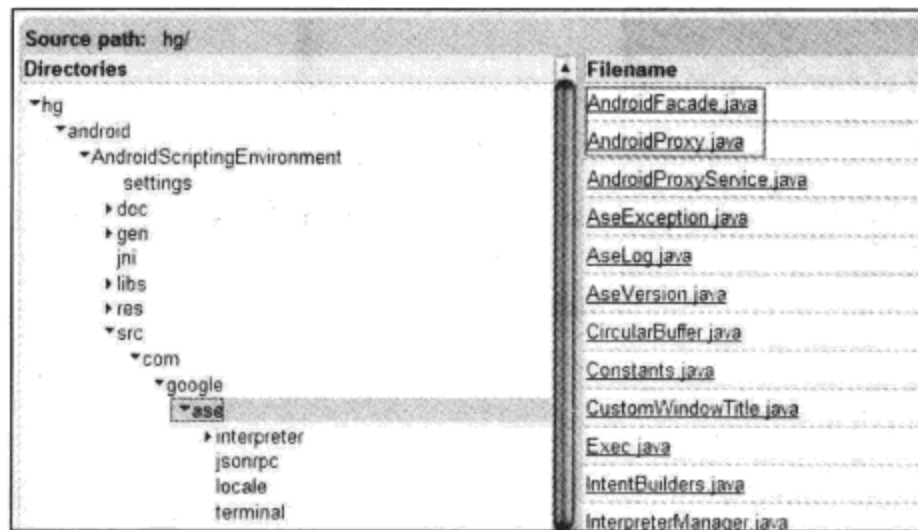 Source path: hg/
Directories
hg
android
AndroidScriptingEnvironment
settings
doc
gen
jni
libs
res
src
com
google
ase
interpreter
jsonrpc
locale
terminal
Filename
AndroidFacade.java
AndroidProxy.java
AndroidProxyService.java
AseException.java
AseLog.java
AseVersion.java
CircularBuffer.java
Constants.java
CustomWindowTitle.java
Exec.java
IntentBuilders.java
InterpreterManager.java